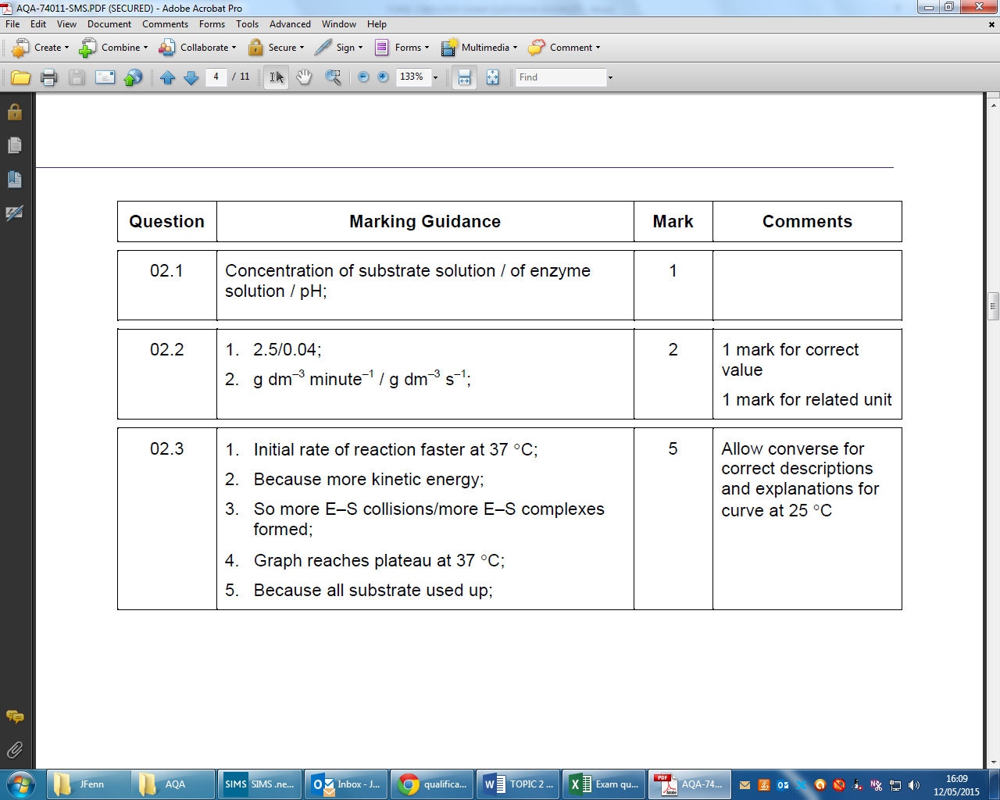 AQA-74011-SMS.PDF (SECURED) - Adobe Acrobat Pro
File Edit View Document Comments Forms Tools Advanced Window Help
Create Combine Collaborate Secure Sign Forms Multimedia Comment
4 / 11 133% Find
Question Marking Guidance Mark Comments
02.1 Concentration of substrate solution / of enzyme 1
solution / pH;
02.2 1. 2.5/0.04; 2 1 mark for correct
value
2. g dm⁻³ minute⁻¹ / g dm⁻³ s⁻¹;
1 mark for related unit
02.3 1. Initial rate of reaction faster at 37 °C; 5 Allow converse for
correct descriptions
2. Because more kinetic energy;
and explanations for
3. So more E–S collisions/more E–S complexes curve at 25 °C
formed;
4. Graph reaches plateau at 37 °C;
5. Because all substrate used up;
JFenn AQA SIMS SIMS .ne... Inbox - J... qualifica... TOPIC 2 ... Exam qu... PDF Adobe AQA-74... 16:09
12/05/2015